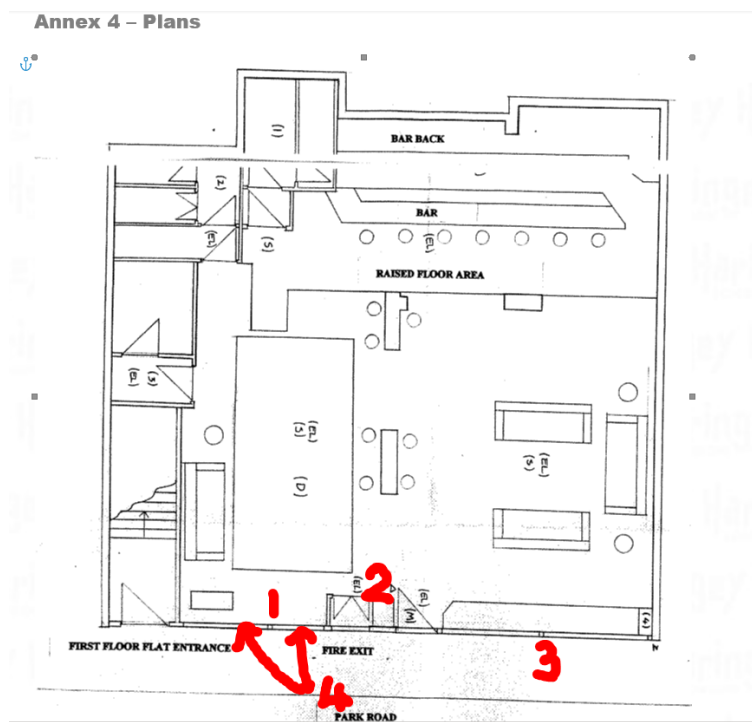 Annex 4 – Plans
(1)
BAR BACK
(2)
BAR
(EL)
(S)
(EL)
RAISED FLOOR AREA
(EL)
(S)
(EL)
(S)
(D)
(EL)
(S)
(EL)
2
(EL)
(M)
1
(4)
FIRST FLOOR FLAT ENTRANCE
FIRE EXIT
3
4
PARK ROAD